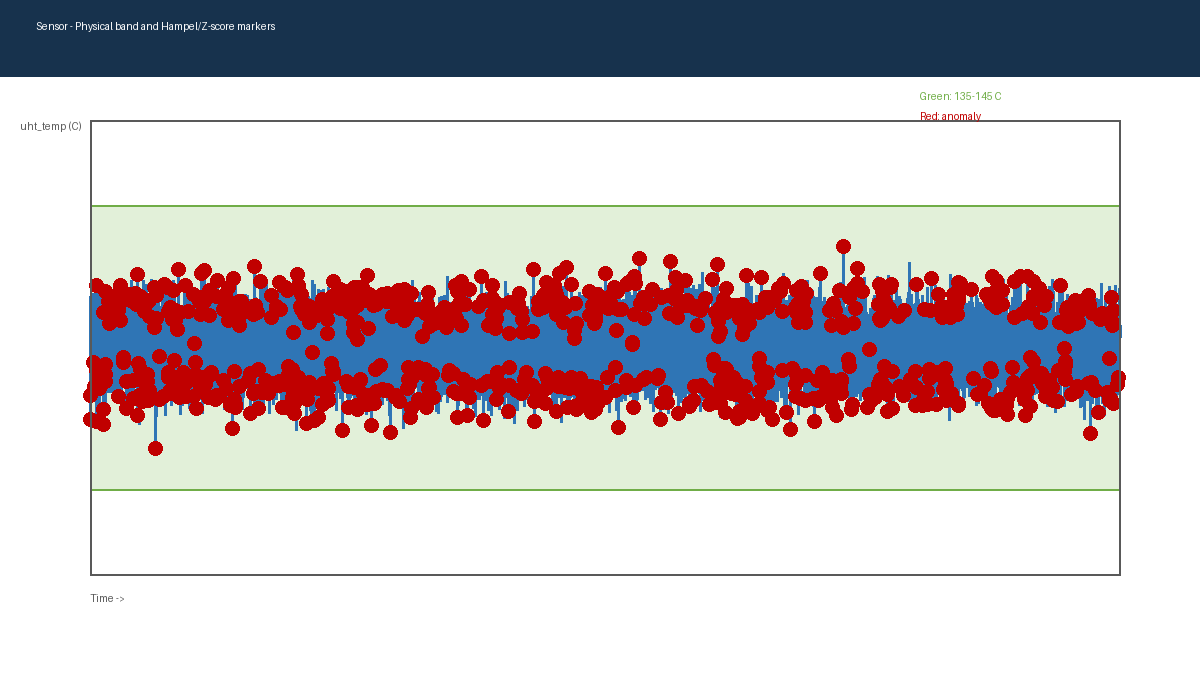 Sensor - Physical band and Hampel/Z-score markers
Green: 135-145 C
Red: anomaly
uht_temp (C)
Time ->